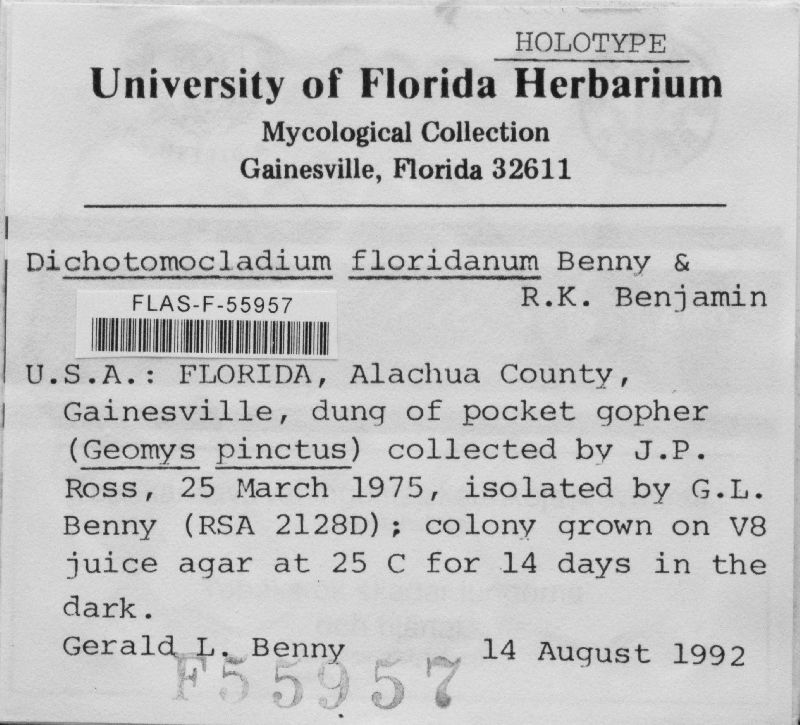 HOLOTYPE
University of Florida Herbarium
Mycological Collection
Gainesville, Florida 32611
Dichotomocladium floridanum Benny &
R.K. Benjamin
FLAS-F-55957
U.S.A.: FLORIDA, Alachua County,
Gainesville, dung of pocket gopher
(Geomys pinctus) collected by J.P.
Ross, 25 March 1975, isolated by G.L.
Benny (RSA 2128D); colony grown on V8
juice agar at 25 C for 14 days in the
dark.
Gerald L. Benny 14 August 1992
F55957